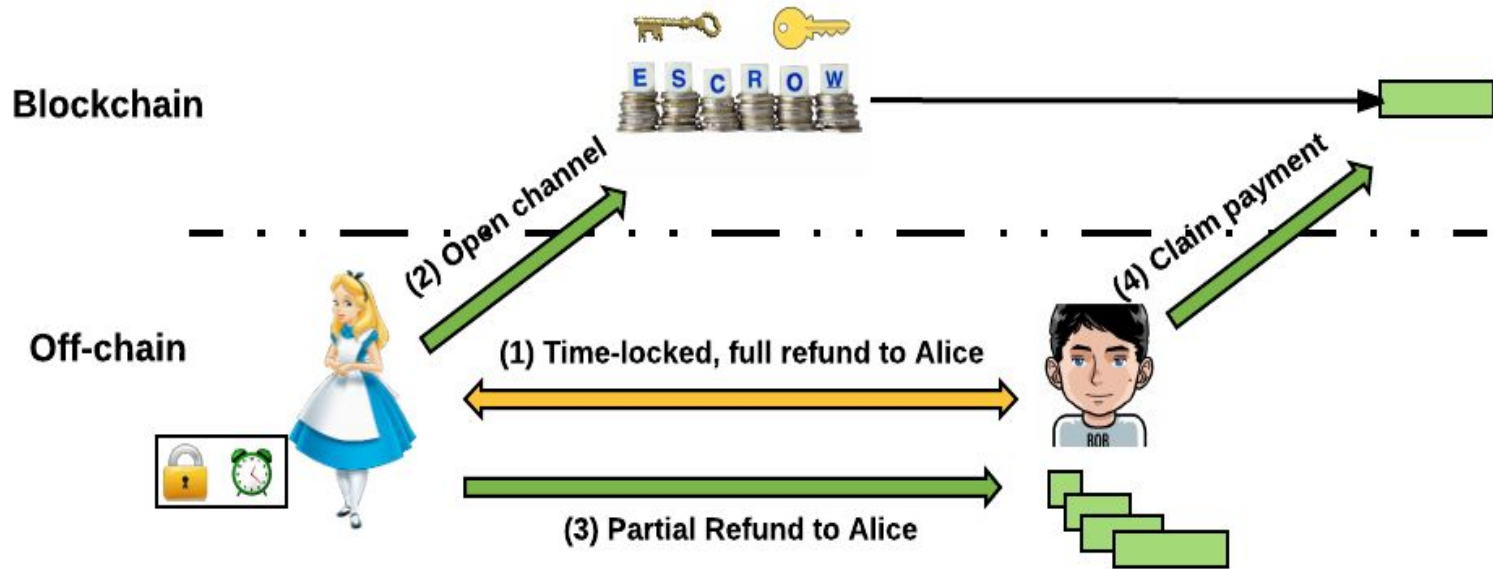 ESCROW
Blockchain
(2) Open channel
(4) Claim payment
Off-chain
(1) Time-locked, full refund to Alice
BOB
(3) Partial Refund to Alice